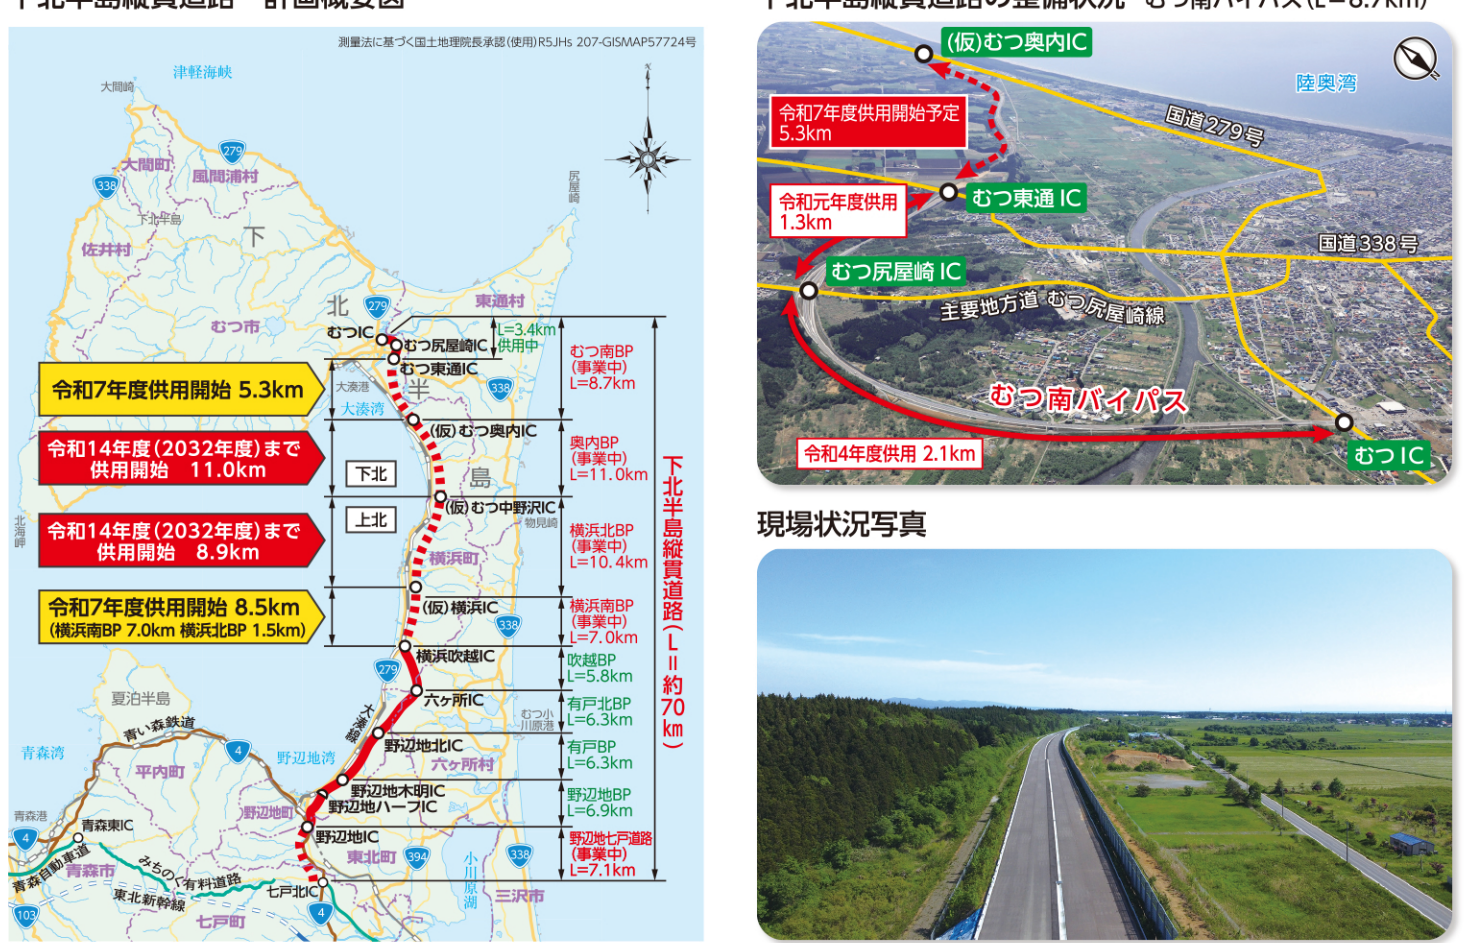 下北半島縦貫道路 計画概要図
測量法に基づく国土地理院長承認(使用)R5JHs 207-GISMAP57724号
津軽海峡
大間崎
279
大間町
風間浦村
338
尻屋崎
下北半島
佐井村
下
北
半
島
279
東通村
むつ市
むつIC
むつ尻屋崎IC
むつ東通IC
L=3.4km
供用中
むつ南BP
(事業中)
L=8.7km
令和7年度供用開始 5.3km
大湊港
大湊湾
338
(仮)むつ奥内IC
令和14年度(2032年度)まで
供用開始 11.0km
下北
奥内BP
(事業中)
L=11.0km
上北
(仮)むつ中野沢IC
物見崎
北海岬
令和14年度(2032年度)まで
供用開始 8.9km
横浜町
横浜北BP
(事業中)
L=10.4km
下北半島縦貫道路(L=約70km)
令和7年度供用開始 8.5km
(横浜南BP 7.0km 横浜北BP 1.5km)
(仮)横浜IC
338
横浜南BP
(事業中)
L=7.0km
横浜吹越IC
279
吹越BP
L=5.8km
六ヶ所IC
夏泊半島
大湊線
むつ小
川原港
有戸北BP
L=6.3km
青い森鉄道
4
野辺地北IC
青森湾
野辺地湾
有戸BP
L=6.3km
平内町
六ヶ所村
野辺地木明IC
野辺地ハーフIC
野辺地BP
L=6.9km
野辺地町
青森港
4
青森東IC
野辺地IC
東北町
394
小川原湖
338
野辺地七戸道路
(事業中)
L=7.1km
青森自動車道
青森市
みちのく有料道路
東北新幹線
七戸北IC
三沢市
103
七戸町
4
下北半島縦貫道路の整備状況 むつ南バイパス(L=8.7km)
(仮)むつ奥内IC
陸奥湾
令和7年度供用開始予定
5.3km
国道279号
令和元年度供用
1.3km
むつ東通 IC
国道338号
むつ尻屋崎 IC
主要地方道 むつ尻屋崎線
むつ南バイパス
令和4年度供用 2.1km
むつ IC
現場状況写真